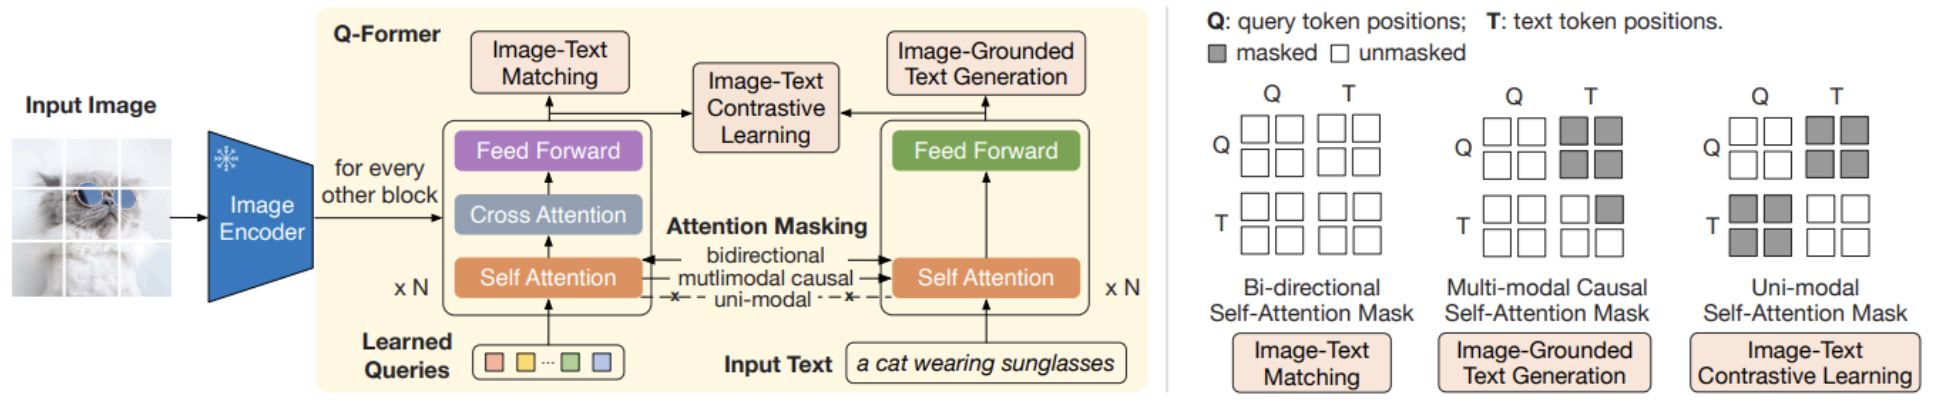 Input Image
Image
Encoder
for every
other block
Q-Former
Image-Text
Matching
Image-Text
Contrastive
Learning
Image-Grounded
Text Generation
Feed Forward
Cross Attention
Self Attention
x N
Attention Masking
bidirectional
mutlimodal causal
x uni-modal x
Feed Forward
Self Attention
x N
Learned
Queries
...
Input Text
a cat wearing sunglasses
Q: query token positions; T: text token positions.
masked unmasked
Q T
Q
T
Bi-directional
Self-Attention Mask
Image-Text
Matching
Q T
Q
T
Multi-modal Causal
Self-Attention Mask
Image-Grounded
Text Generation
Q T
Q
T
Uni-modal
Self-Attention Mask
Image-Text
Contrastive Learning